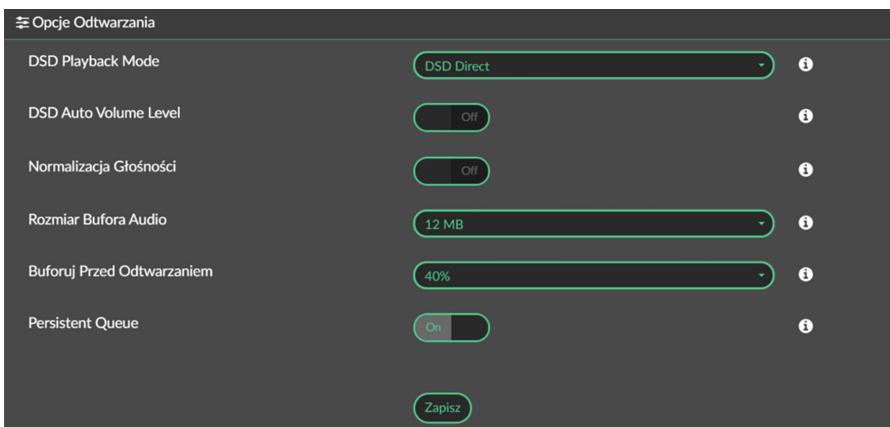 Opcje Odtwarzania
DSD Playback Mode
DSD Direct
DSD Auto Volume Level
Off
Normalizacja Głośności
Off
Rozmiar Bufora Audio
12 MB
Buforuj Przed Odtwarzaniem
40%
Persistent Queue
On
Zapisz